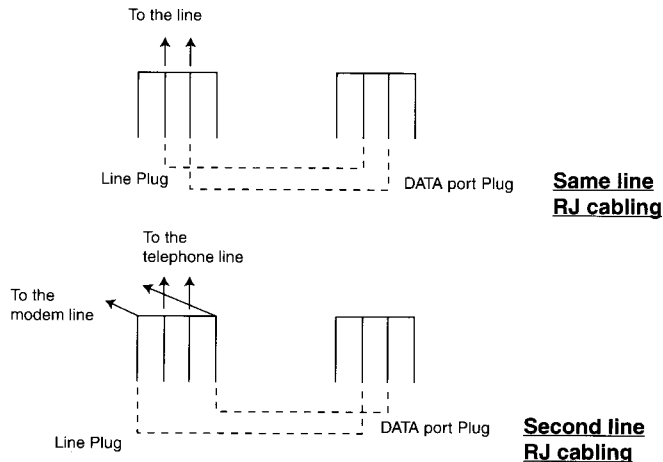 To the line
Line Plug
DATA port Plug
Same line
RJ cabling
To the
telephone line
To the
modem line
Line Plug
DATA port Plug
Second line
RJ cabling